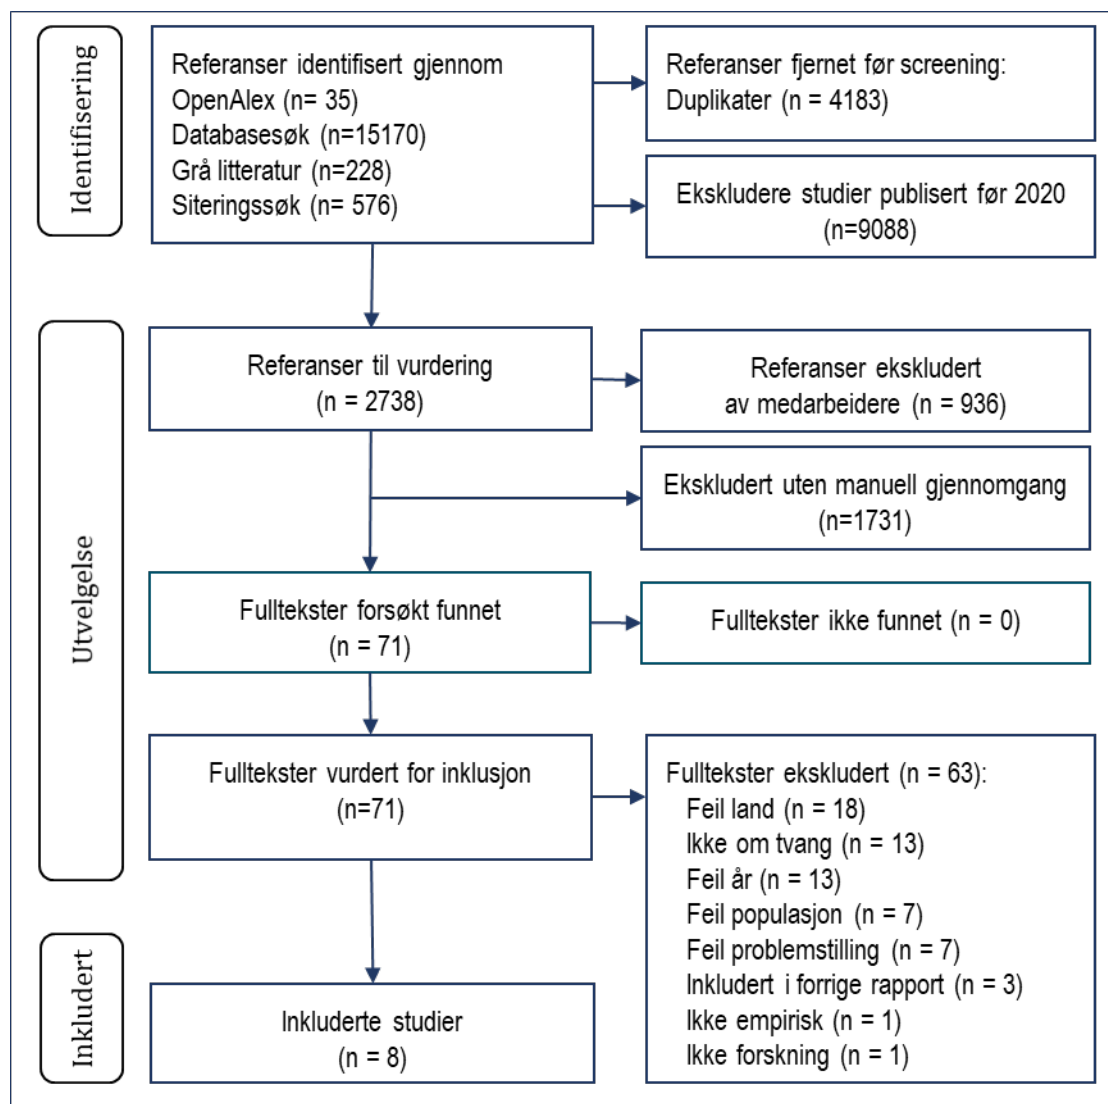 Identifisering
Referanser identifisert gjennom
OpenAlex (n= 35)
Databasesøk (n=15170)
Grå litteratur (n=228)
Siteringssøk (n= 576)
Referanser fjernet før screening:
Duplikater (n = 4183)
Ekskludere studier publisert før 2020
(n=9088)
Utvelgelse
Referanser til vurdering
(n = 2738)
Referanser ekskludert
av medarbeidere (n = 936)
Ekskludert uten manuell gjennomgang
(n=1731)
Fulltekster forsøkt funnet
(n = 71)
Fulltekster ikke funnet (n = 0)
Fulltekster vurdert for inklusjon
(n=71)
Fulltekster ekskludert (n = 63):
Feil land (n = 18)
Ikke om tvang (n = 13)
Feil år (n = 13)
Feil populasjon (n = 7)
Feil problemstilling (n = 7)
Inkludert i forrige rapport (n = 3)
Ikke empirisk (n = 1)
Ikke forskning (n = 1)
Inkludert
Inkluderte studier
(n = 8)